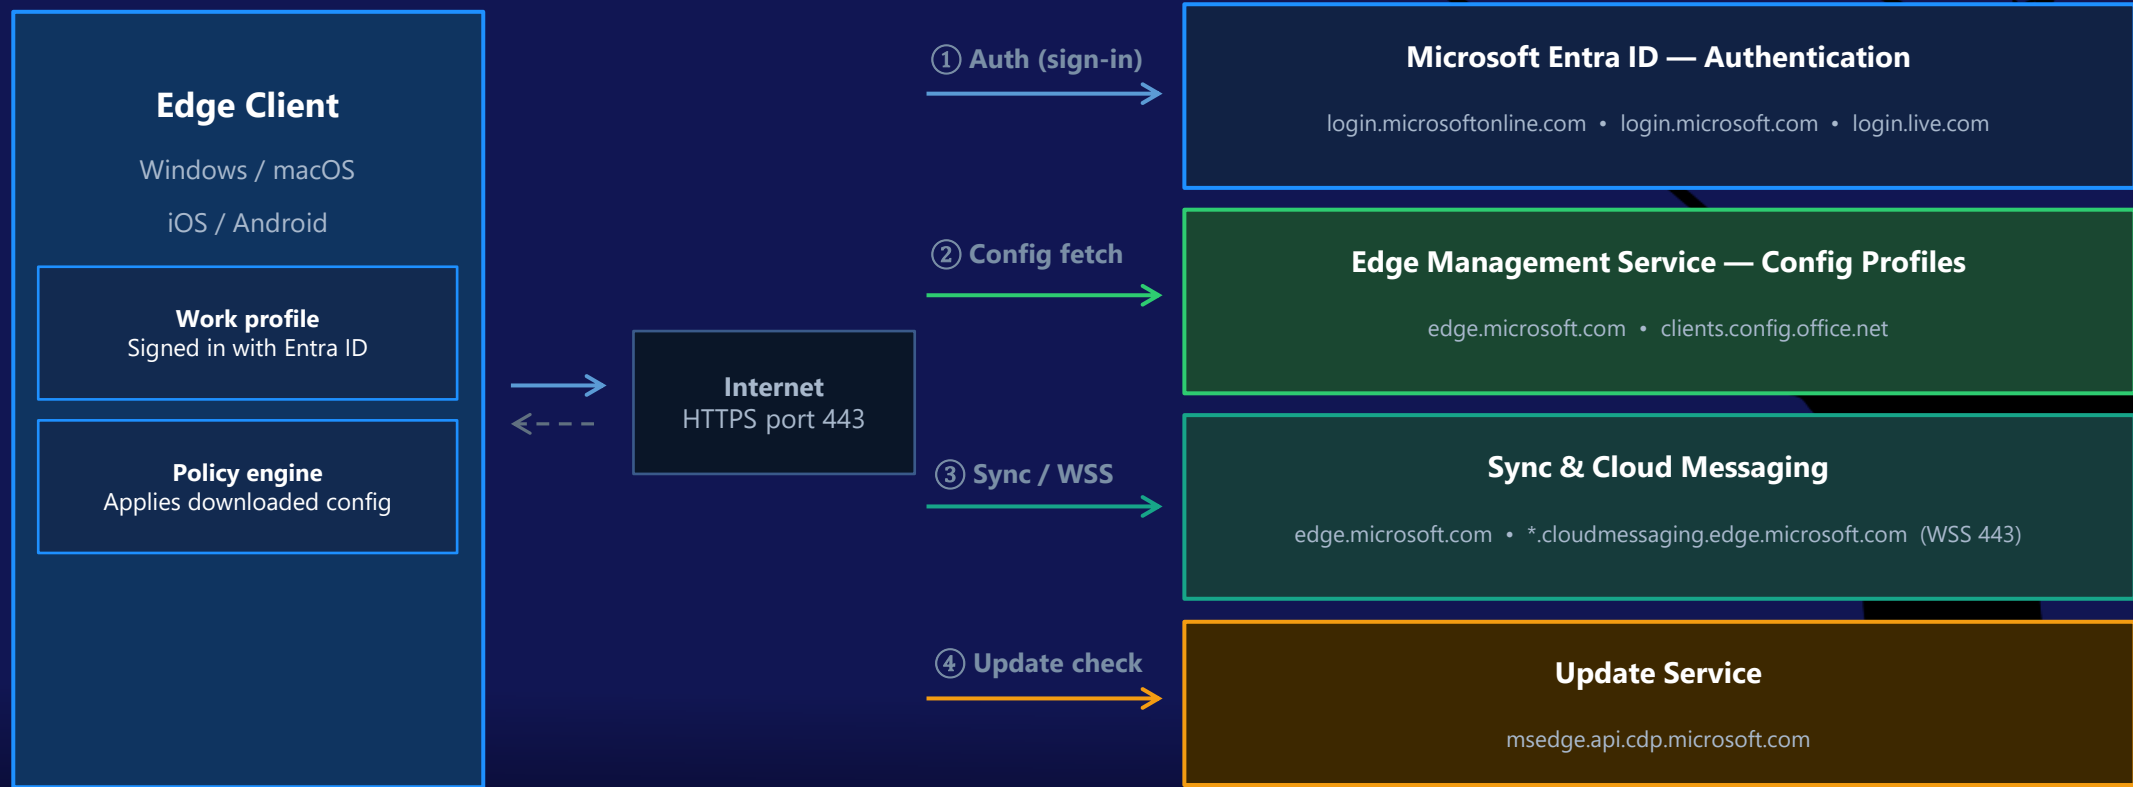 Edge Client
Windows / macOS
iOS / Android
Work profile
Signed in with Entra ID
Policy engine
Applies downloaded config
Internet
HTTPS port 443
① Auth (sign-in)
② Config fetch
③ Sync / WSS
④ Update check
Microsoft Entra ID — Authentication
login.microsoftonline.com • login.microsoft.com • login.live.com
Edge Management Service — Config Profiles
edge.microsoft.com • clients.config.office.net
Sync & Cloud Messaging
edge.microsoft.com • *.cloudmessaging.edge.microsoft.com (WSS 443)
Update Service
msedge.api.cdp.microsoft.com